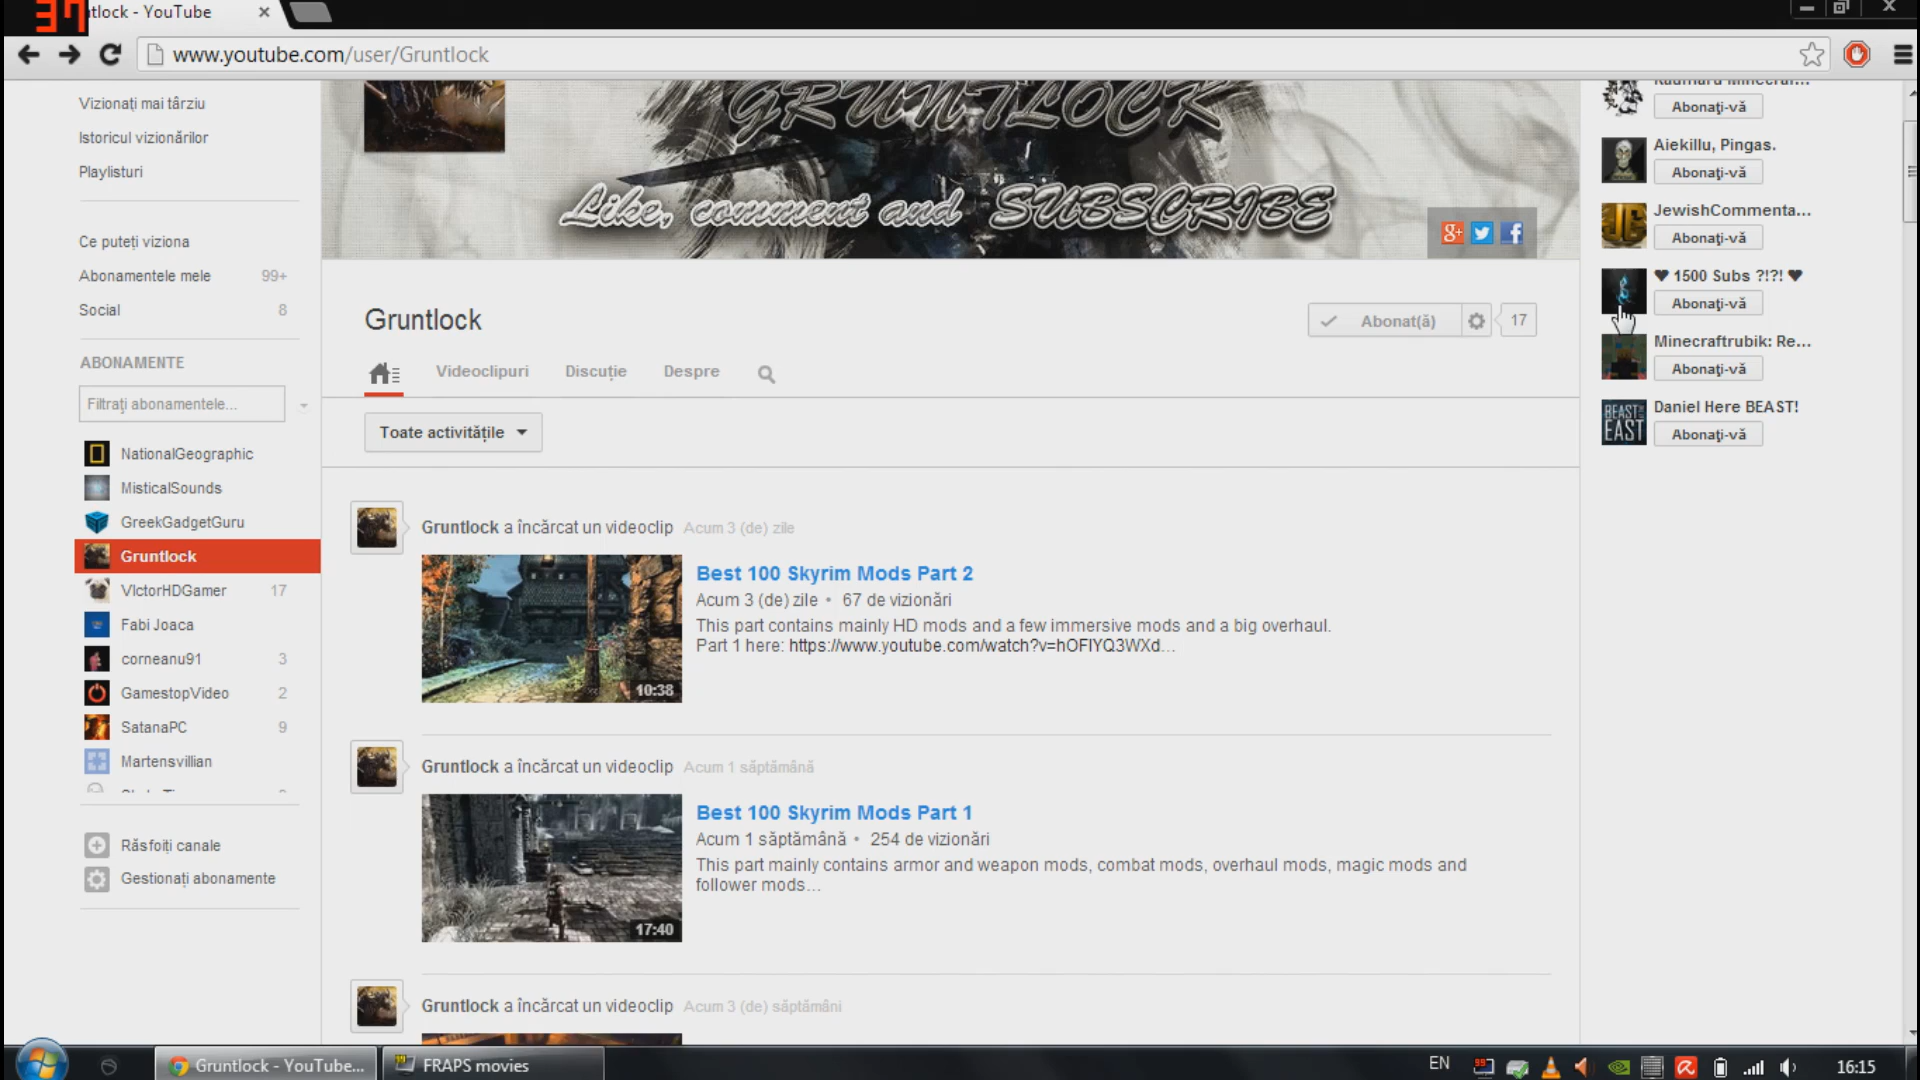 37
tlock - YouTube
www.youtube.com/user/Gruntlock
Vizionați mai târziu
Istoricul vizionărilor
Playlisturi
Ce puteți viziona
Abonamentele mele 99+
Social 8
ABONAMENTE
Filtrați abonamentele...
NationalGeographic
MisticalSounds
GreekGadgetGuru
Gruntlock
VIctorHDGamer 17
Fabi Joaca
corneanu91 3
GamestopVideo 2
SatanaPC 9
Martensvillian
Răsfoiți canale
Gestionați abonamente
GRUNTLOCK
Like, comment and SUBSCRIBE
Gruntlock
Abonat(ă) 17
Videoclipuri Discuție Despre
Toate activitățile
Gruntlock a încărcat un videoclip Acum 3 (de) zile
10:38
Best 100 Skyrim Mods Part 2
Acum 3 (de) zile • 67 de vizionări
This part contains mainly HD mods and a few immersive mods and a big overhaul.
Part 1 here: https://www.youtube.com/watch?v=hOFIYQ3WXd...
Gruntlock a încărcat un videoclip Acum 1 săptămână
17:40
Best 100 Skyrim Mods Part 1
Acum 1 săptămână • 254 de vizionări
This part mainly contains armor and weapon mods, combat mods, overhaul mods, magic mods and
follower mods...
Gruntlock a încărcat un videoclip Acum 3 (de) săptămâni
Abonați-vă
Aiekillu, Pingas.
Abonați-vă
JewishCommenta...
Abonați-vă
♥ 1500 Subs ?!?! ♥
Abonați-vă
Minecraftrubik: Re...
Abonați-vă
BEAST
EAST
Daniel Here BEAST!
Abonați-vă
Gruntlock - YouTube...
FRAPS movies
EN
16:15